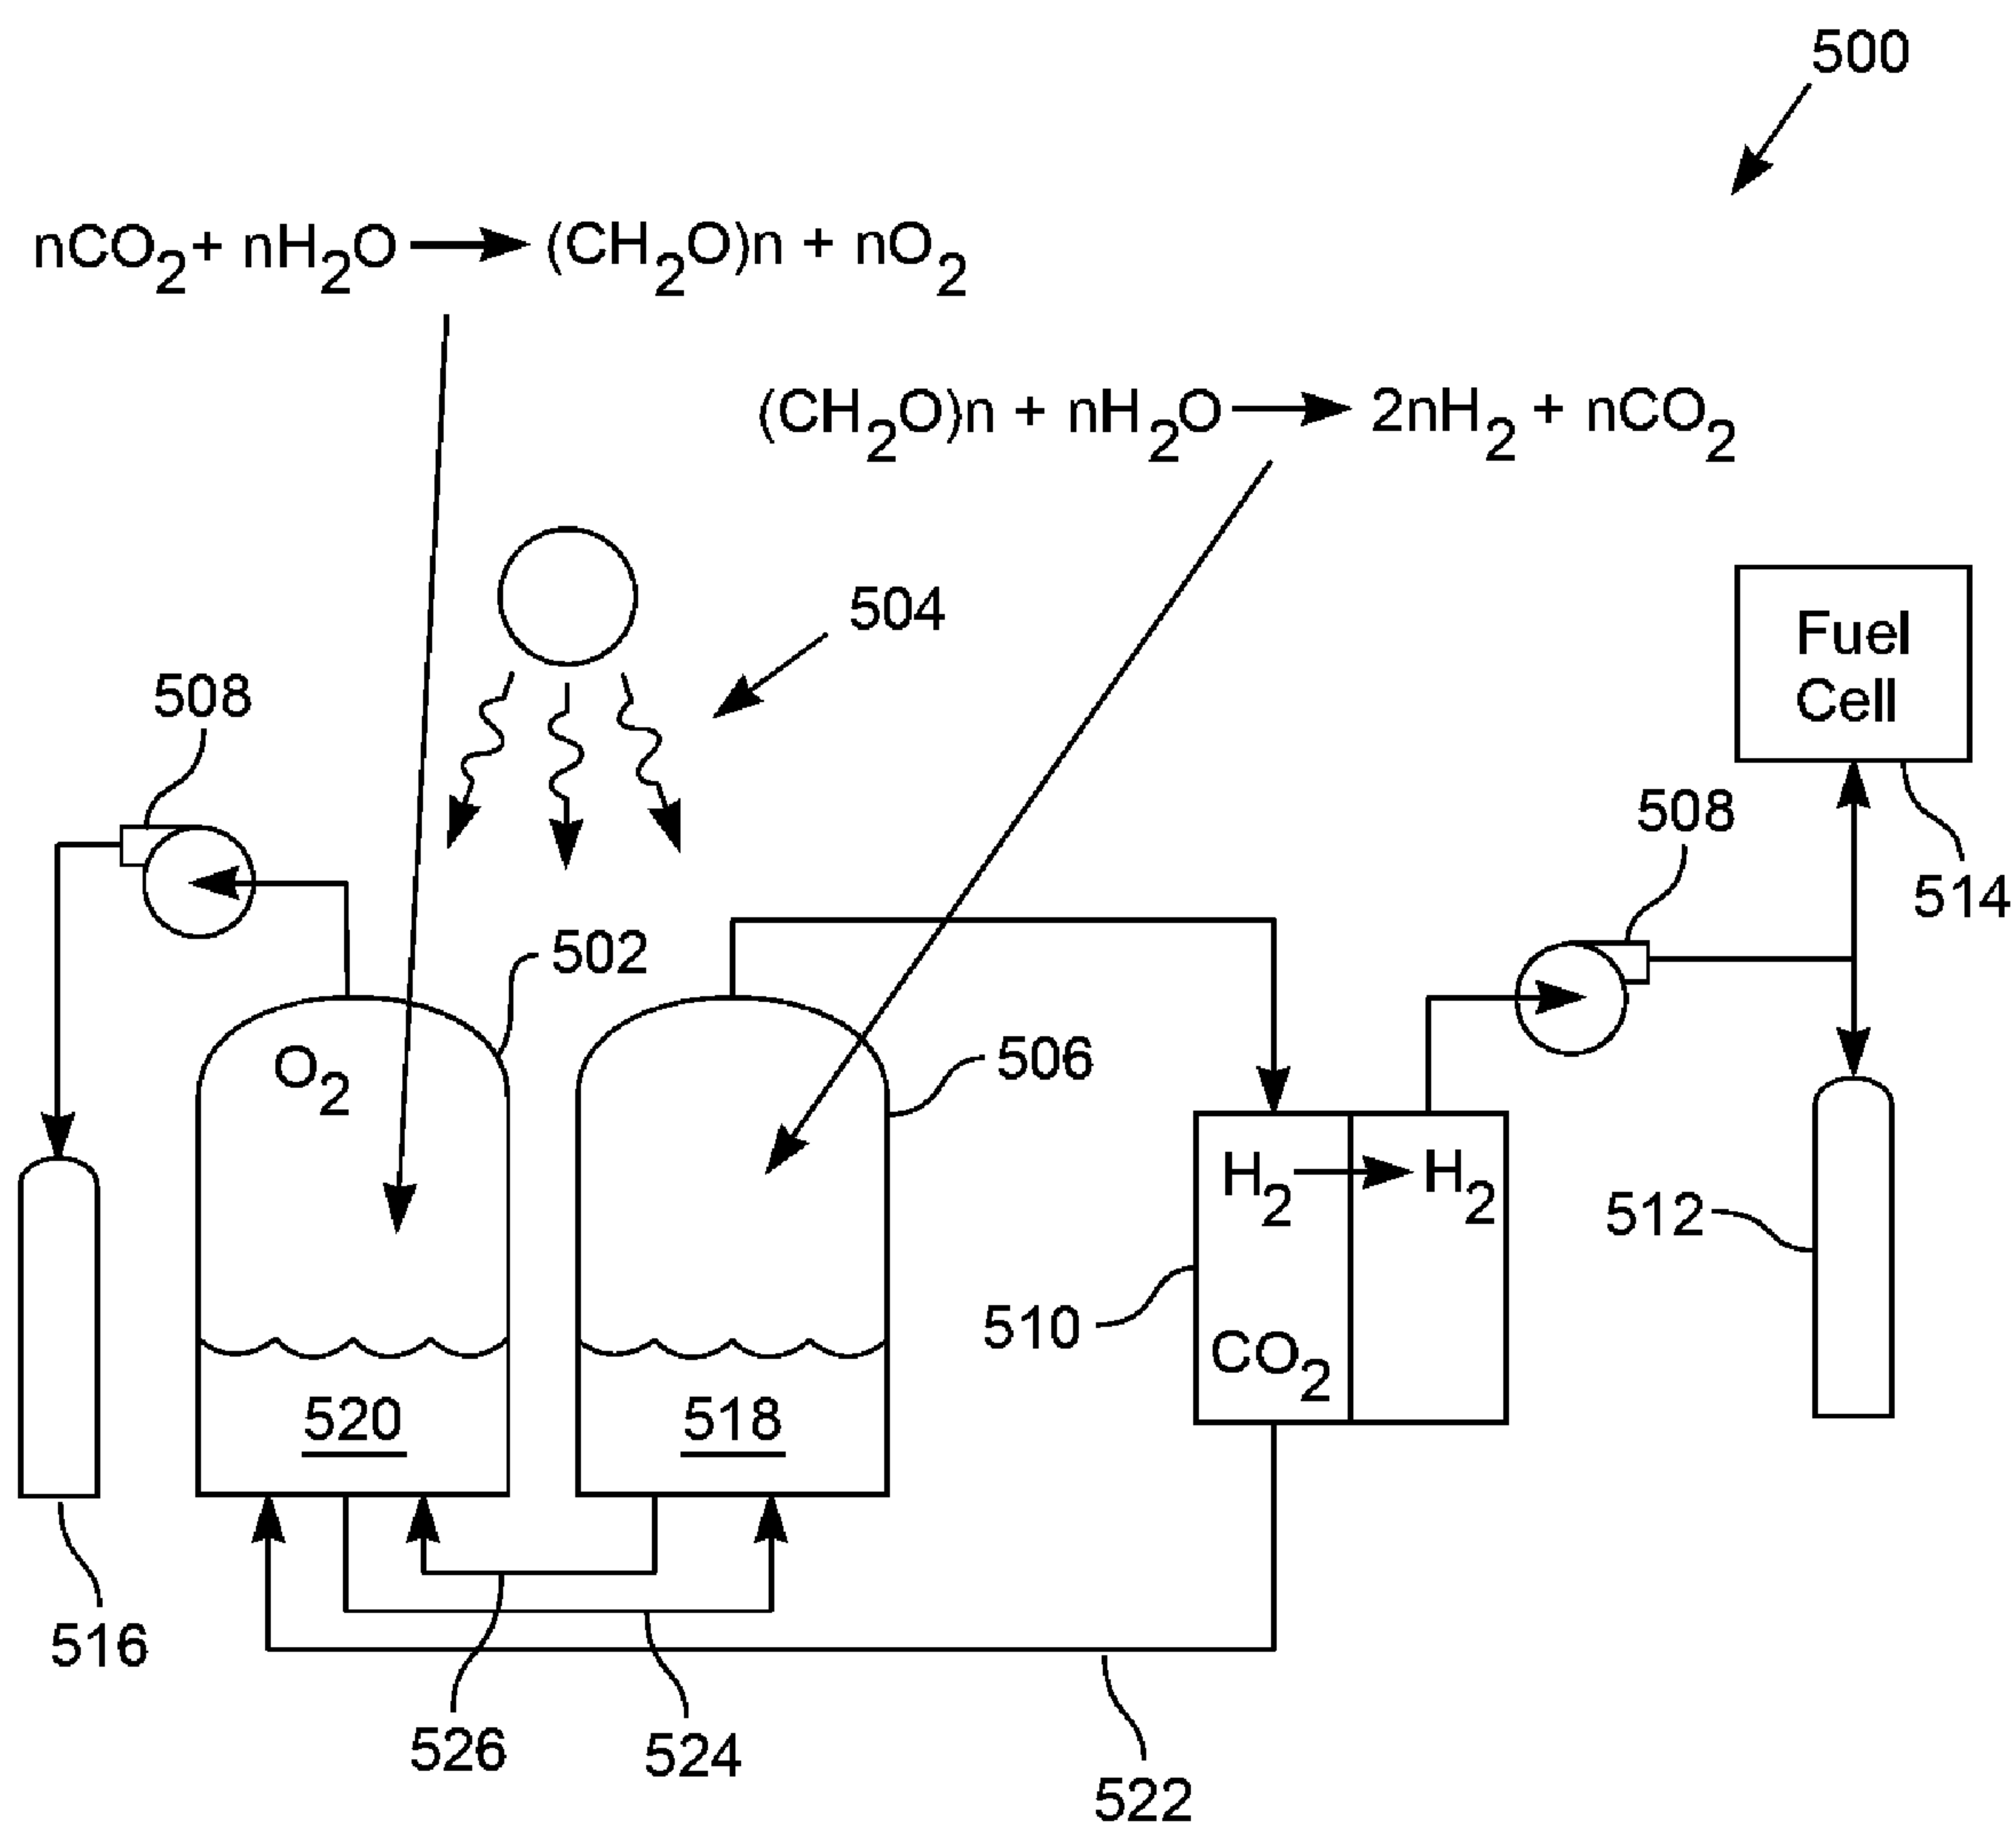 500
nCO₂ + nH₂O → (CH₂O)n + nO₂
(CH₂O)n + nH₂O → 2nH₂ + nCO₂
504
Fuel
Cell
508
508
514
502
O₂
506
H₂ → H₂
512
510
CO₂
520
518
516
526
524
522